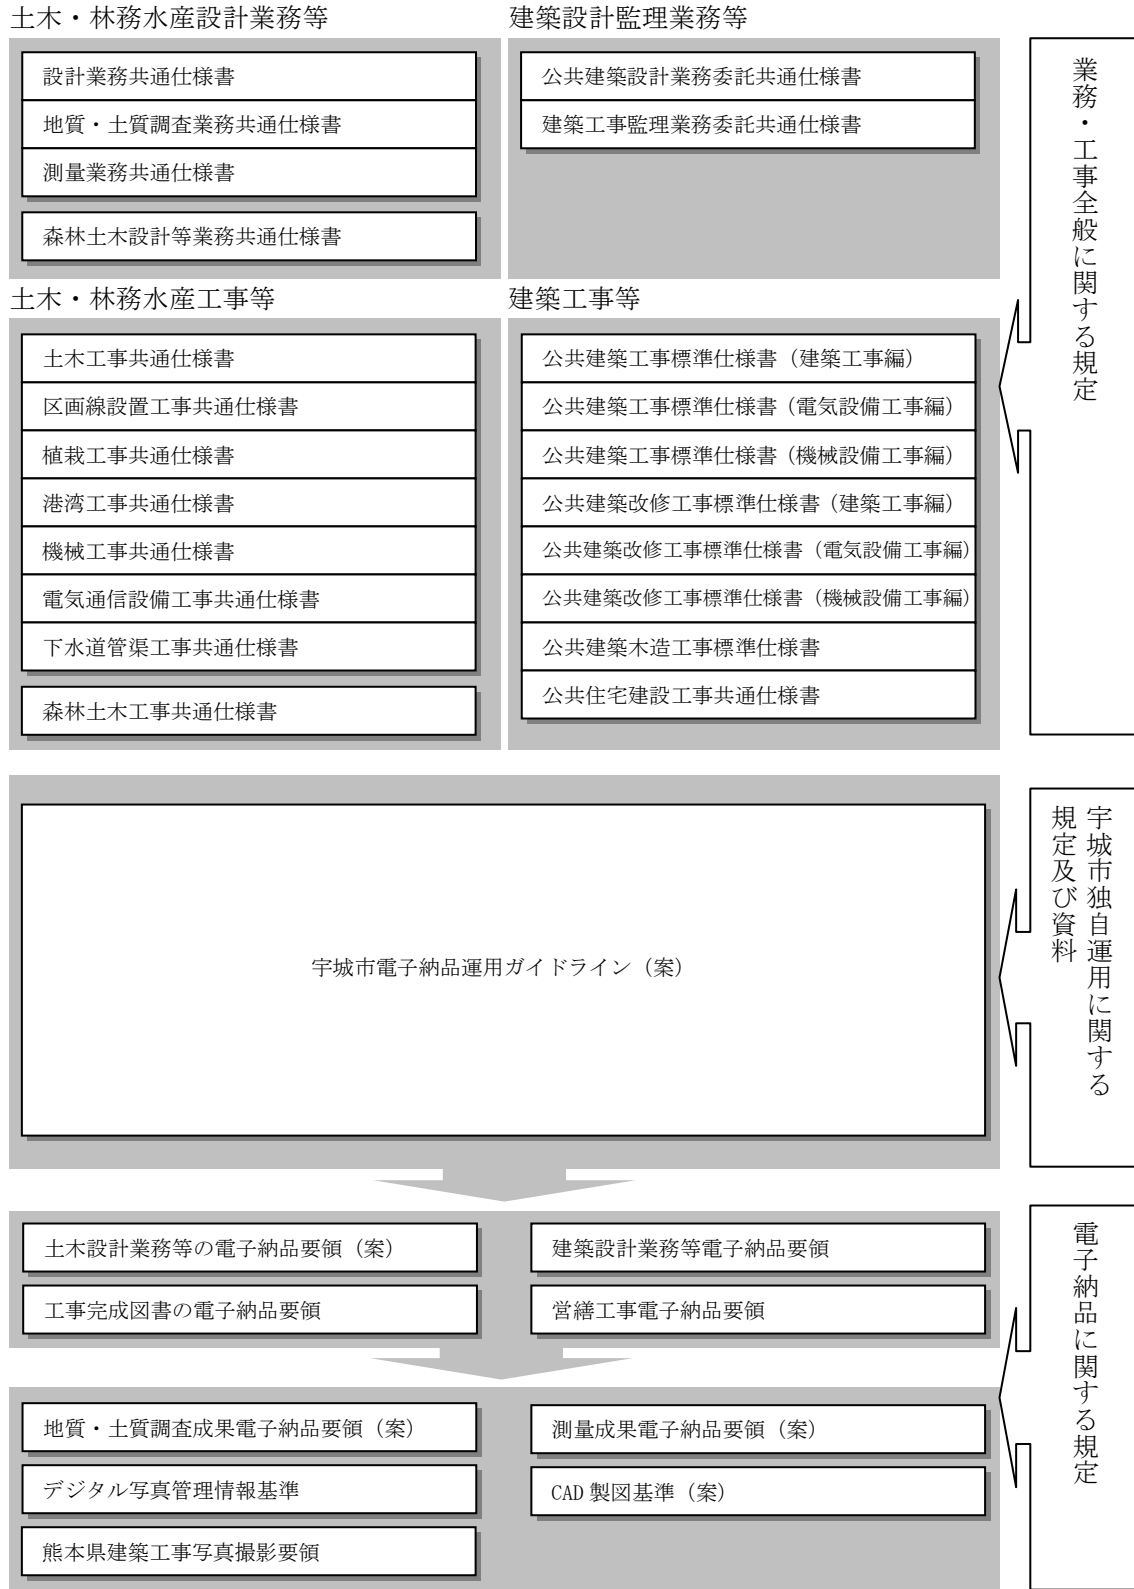 土木・林務水産設計業務等
設計業務共通仕様書
地質・土質調査業務共通仕様書
測量業務共通仕様書
森林土木設計等業務共通仕様書
建築設計監理業務等
公共建築設計業務委託共通仕様書
建築工事監理業務委託共通仕様書
土木・林務水産工事等
土木工事共通仕様書
区画線設置工事共通仕様書
植栽工事共通仕様書
港湾工事共通仕様書
機械工事共通仕様書
電気通信設備工事共通仕様書
下水道管渠工事共通仕様書
森林土木工事共通仕様書
建築工事等
公共建築工事標準仕様書（建築工事編）
公共建築工事標準仕様書（電気設備工事編）
公共建築工事標準仕様書（機械設備工事編）
公共建築改修工事標準仕様書（建築工事編）
公共建築改修工事標準仕様書（電気設備工事編）
公共建築改修工事標準仕様書（機械設備工事編）
公共建築木造工事標準仕様書
公共住宅建設工事共通仕様書
業務・工事全般に関する規定
宇城市電子納品運用ガイドライン（案）
宇城市独自運用に関する
規定及び資料
土木設計業務等の電子納品要領（案）
建築設計業務等電子納品要領
工事完成図書の電子納品要領
営繕工事電子納品要領
地質・土質調査成果電子納品要領（案）
測量成果電子納品要領（案）
デジタル写真管理情報基準
CAD 製図基準（案）
熊本県建築工事写真撮影要領
電子納品に関する規定